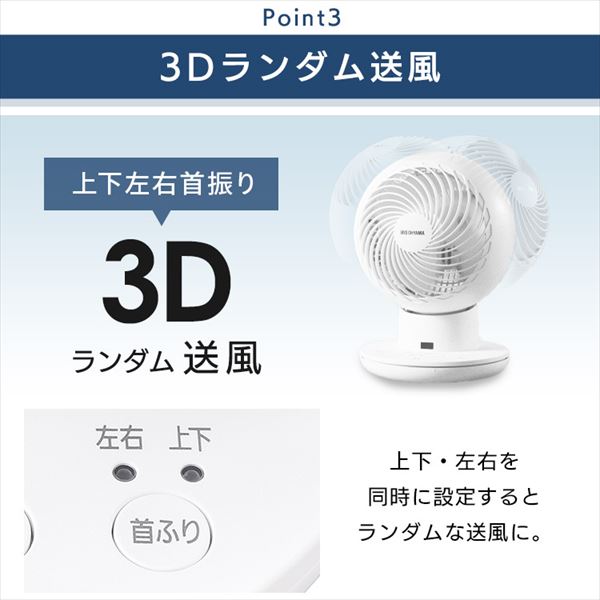 Point3
3Dランダム送風
上下左右首振り
3D
ランダム 送風
IRIS OHYAMA
左右 上下
首ふり
上下・左右を
同時に設定すると
ランダムな送風に。